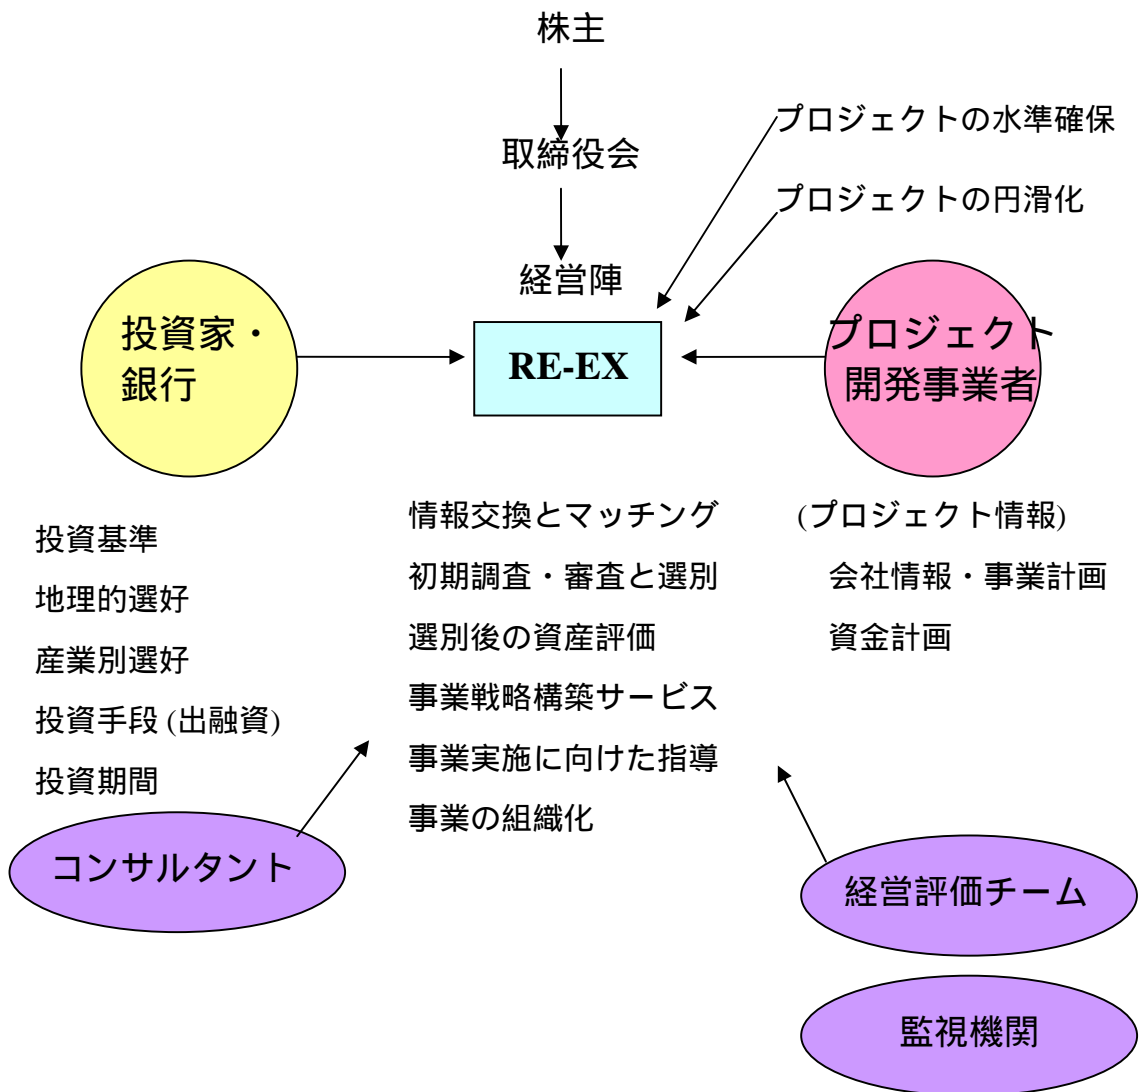 株主
プロジェクトの水準確保
取締役会
プロジェクトの円滑化
経営陣
投資家・
銀行
RE-EX
プロジェクト
開発事業者
投資基準
地理的選好
産業別選好
投資手段 (出融資)
投資期間
情報交換とマッチング
初期調査・審査と選別
選別後の資産評価
事業戦略構築サービス
事業実施に向けた指導
事業の組織化
(プロジェクト情報)
会社情報・事業計画
資金計画
コンサルタント
経営評価チーム
監視機関